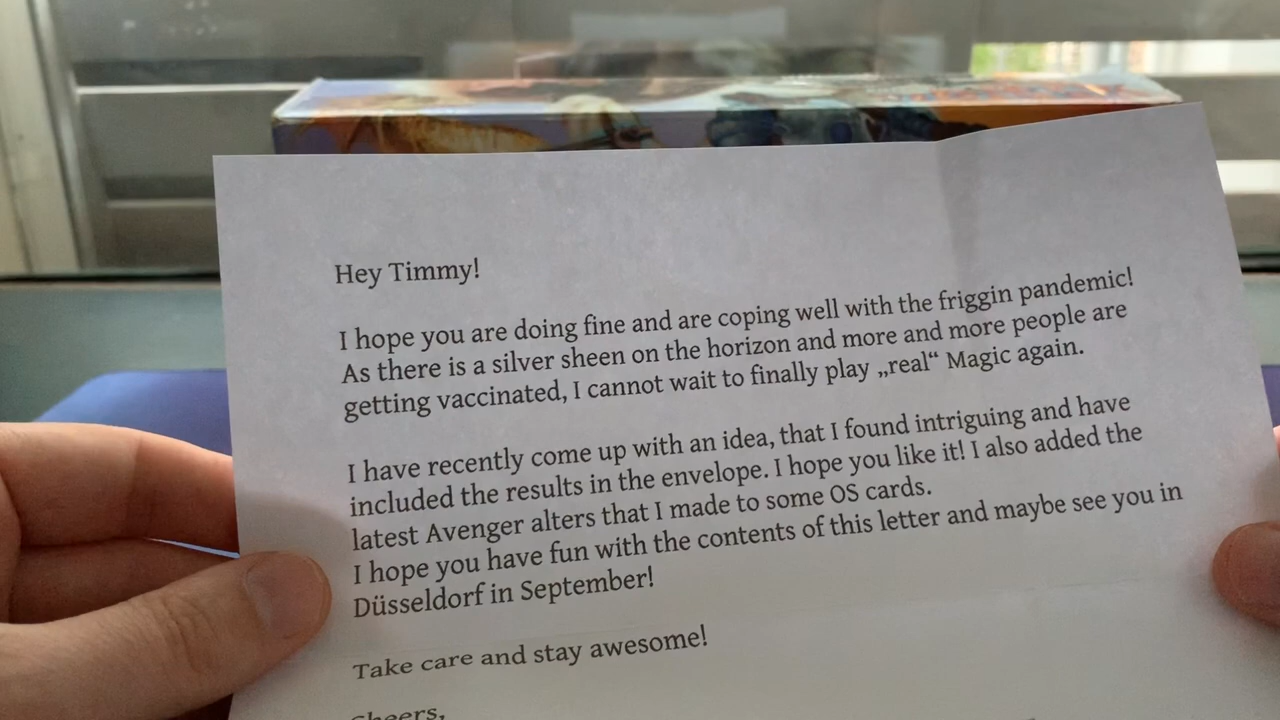 Hey Timmy!
I hope you are doing fine and are coping well with the friggin pandemic!
As there is a silver sheen on the horizon and more and more people are
getting vaccinated, I cannot wait to finally play „real“ Magic again.
I have recently come up with an idea, that I found intriguing and have
included the results in the envelope. I hope you like it! I also added the
latest Avenger alters that I made to some OS cards.
I hope you have fun with the contents of this letter and maybe see you in
Düsseldorf in September!
Take care and stay awesome!
Cheers,